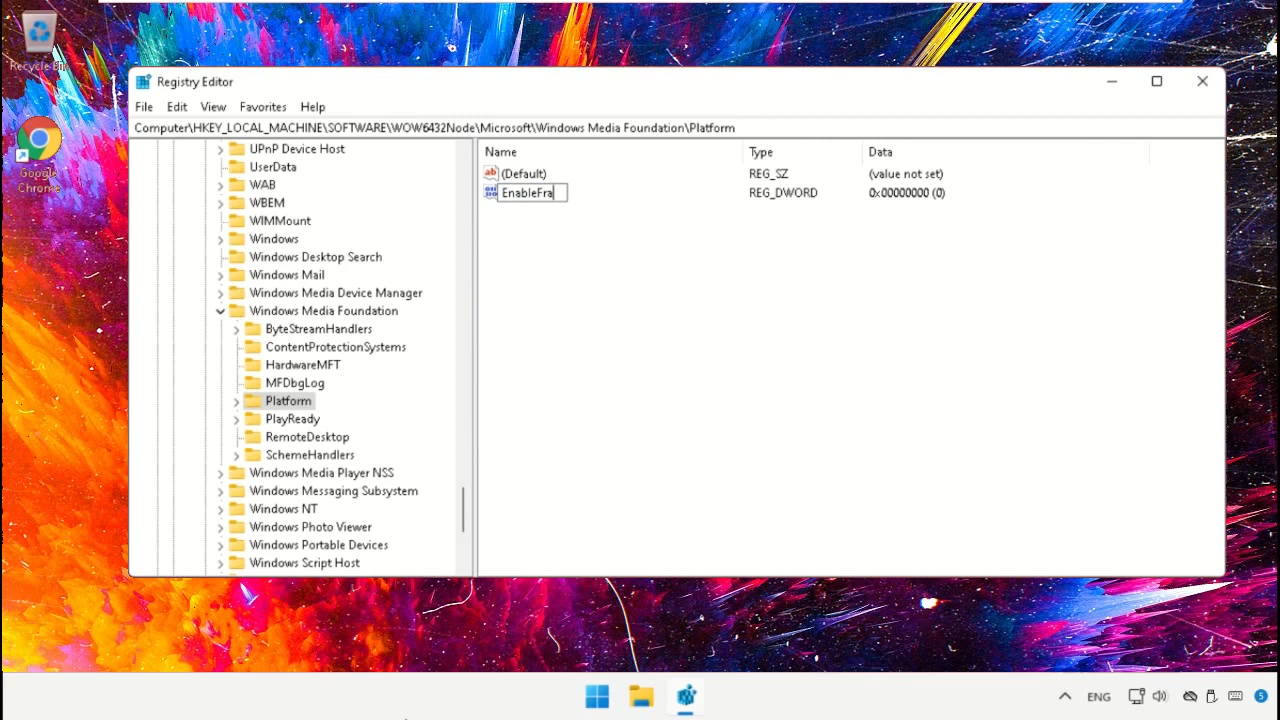 Recycle Bin
Google
Chrome
Registry Editor
File Edit View Favorites Help
Computer\HKEY_LOCAL_MACHINE\SOFTWARE\WOW6432Node\Microsoft\Windows Media Foundation\Platform
UPnP Device Host
UserData
WAB
WBEM
WIMMount
Windows
Windows Desktop Search
Windows Mail
Windows Media Device Manager
Windows Media Foundation
ByteStreamHandlers
ContentProtectionSystems
HardwareMFT
MFDbgLog
Platform
PlayReady
RemoteDesktop
SchemeHandlers
Windows Media Player NSS
Windows Messaging Subsystem
Windows NT
Windows Photo Viewer
Windows Portable Devices
Windows Script Host
Name Type Data
ab (Default) REG_SZ (value not set)
EnableFra REG_DWORD 0x00000000 (0)
ENG 5